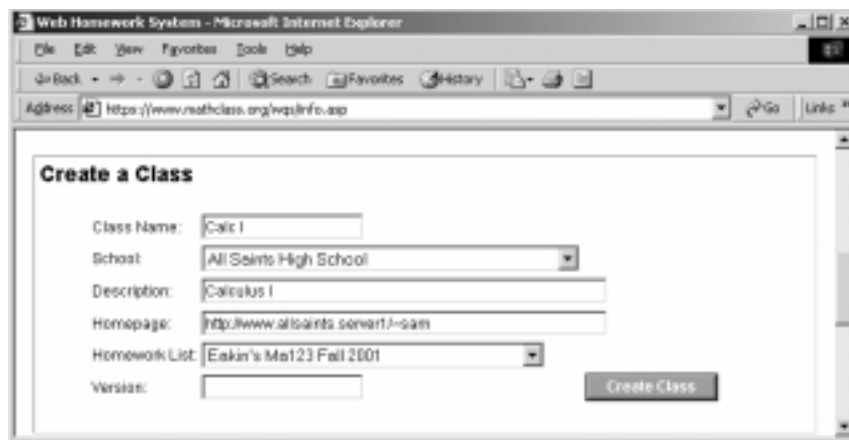 Web Homework System - Microsoft Internet Explorer
File Edit View Favorites Tools Help
Back Search Favorites History
Address https://www.mathclass.org/wqs/info.asp Go Links »
Create a Class
Class Name: Calc I
School: All Saints High School
Description: Calculus I
Homepage: http://www.allsaints.server1/~sam
Homework List: Eakin's Ma123 Fall 2001
Version:
Create Class